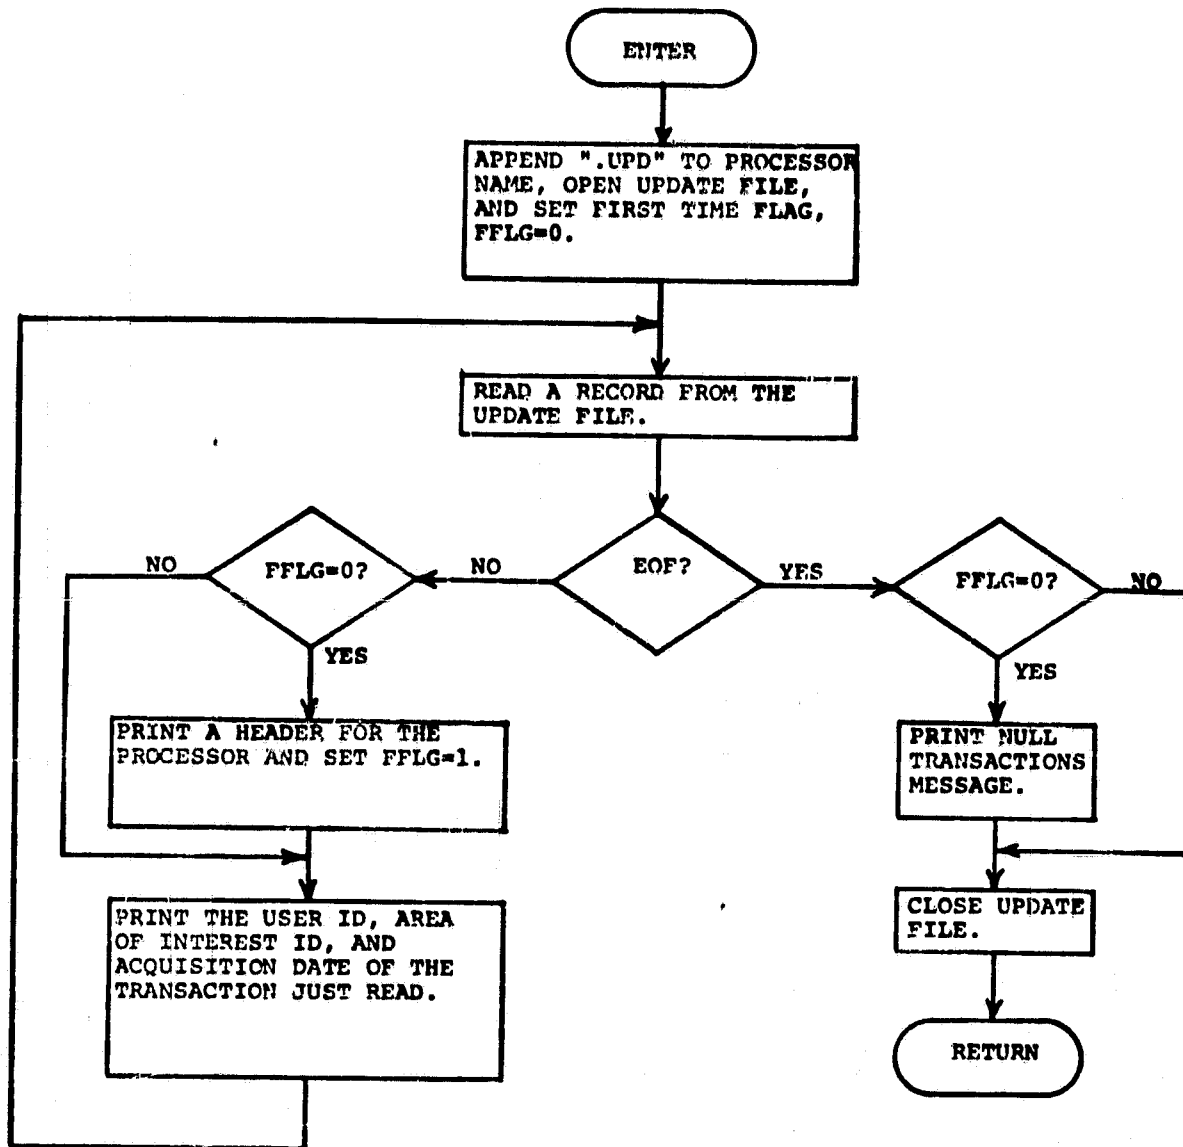 ENTER
APPEND ".UPD" TO PROCESSOR
NAME, OPEN UPDATE FILE,
AND SET FIRST TIME FLAG,
FFLG=0.
READ A RECORD FROM THE
UPDATE FILE.
NO
FFLG=0?
NO
EOF?
YES
FFLG=0?
NO
YES
YES
PRINT A HEADER FOR THE
PROCESSOR AND SET FFLG=1.
PRINT NULL
TRANSACTIONS
MESSAGE.
PRINT THE USER ID, AREA
OF INTEREST ID, AND
ACQUISITION DATE OF THE
TRANSACTION JUST READ.
CLOSE UPDATE
FILE.
RETURN